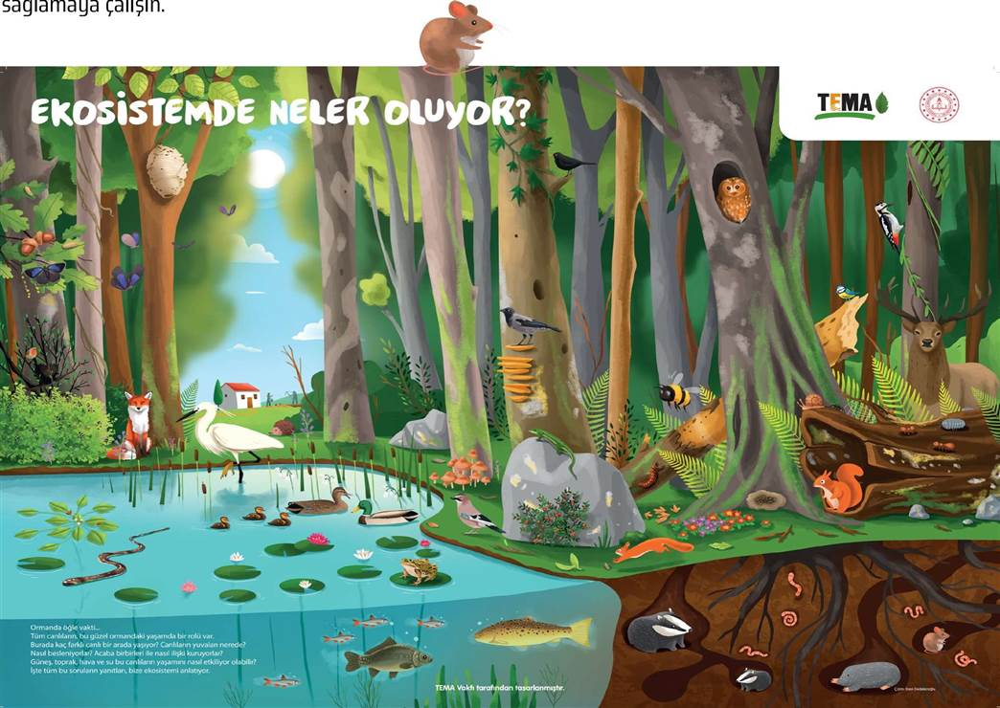 sağlamaya çalışın.
EKOSİSTEMDE NELER OLUYOR?
TEMA
Ormanda öğle vakti...
Tüm canlıların, bu güzel ormandaki yaşamda bir rolü var.
Burada kaç farklı canlı bir arada yaşıyor? Canlıların yuvaları nerede?
Nasıl besleniyorlar? Acaba birbirleri ile nasıl ilişki kuruyorlar?
Güneş, toprak, hava ve su bu canlıların yaşamını nasıl etkiliyor olabilir?
İşte tüm bu soruların yanıtları, bize ekosistemi anlatıyor.
TEMA Vakfı tarafından tasarlanmıştır.